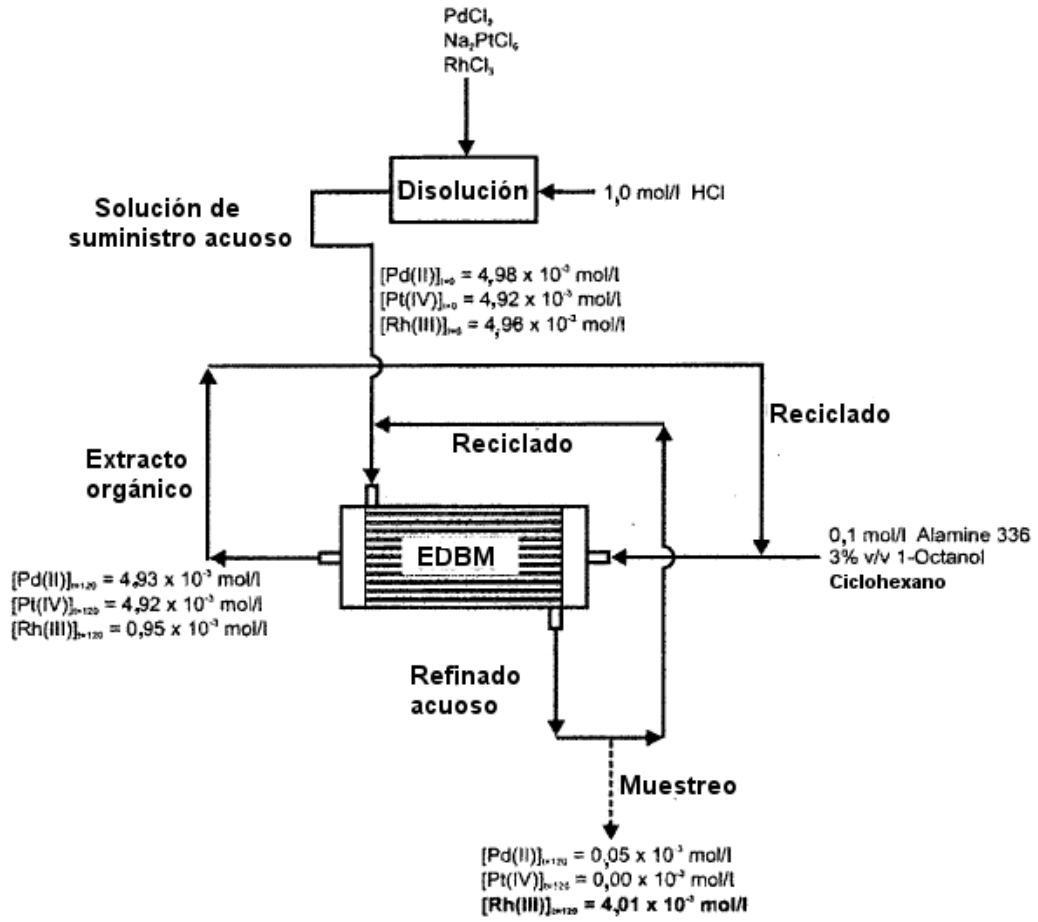 PdCl₂
Na₂PtCl₆
RhCl₃
Disolución
1,0 mol/l HCl
Solución de
suministro acuoso
[Pd(II)]ₜ₌₀ = 4,98 x 10⁻³ mol/l
[Pt(IV)]ₜ₌₀ = 4,92 x 10⁻³ mol/l
[Rh(III)]ₜ₌₀ = 4,96 x 10⁻³ mol/l
Reciclado
Reciclado
Extracto
orgánico
EDBM
0,1 mol/l Alamine 336
3% v/v 1-Octanol
Ciclohexano
[Pd(II)]ₜ₌₁₂₀ = 4,93 x 10⁻³ mol/l
[Pt(IV)]ₜ₌₁₂₀ = 4,92 x 10⁻³ mol/l
[Rh(III)]ₜ₌₁₂₀ = 0,95 x 10⁻³ mol/l
Refinado
acuoso
Muestreo
[Pd(II)]ₜ₌₁₂₀ = 0,05 x 10⁻³ mol/l
[Pt(IV)]ₜ₌₁₂₀ = 0,00 x 10⁻³ mol/l
[Rh(III)]ₜ₌₁₂₀ = 4,01 x 10⁻³ mol/l